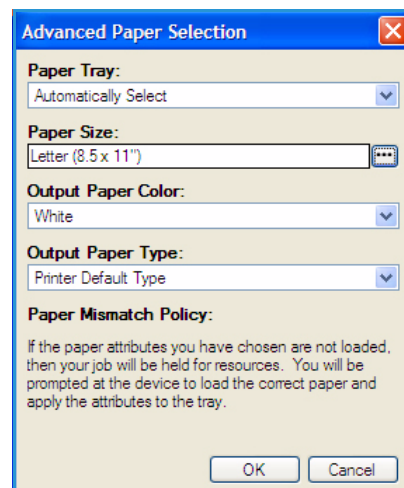 Advanced Paper Selection
Paper Tray:
Automatically Select
Paper Size:
Letter (8.5 x 11")
Output Paper Color:
White
Output Paper Type:
Printer Default Type
Paper Mismatch Policy:
If the paper attributes you have chosen are not loaded,
then your job will be held for resources. You will be
prompted at the device to load the correct paper and
apply the attributes to the tray.
OK Cancel